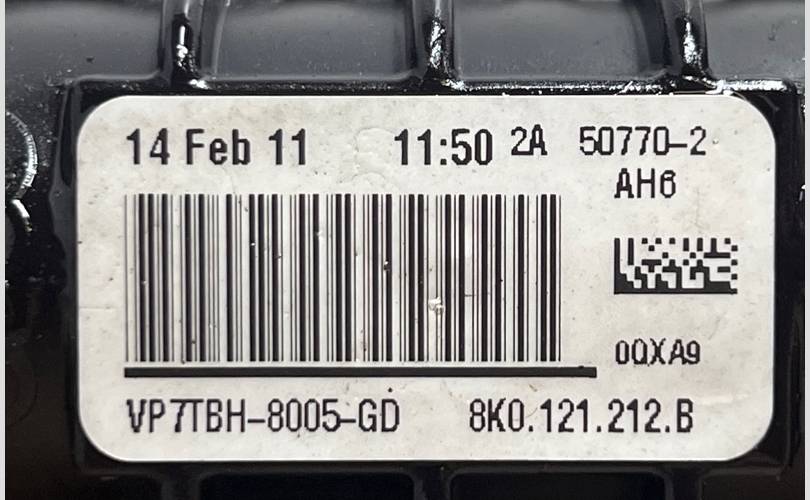 14 Feb 11 11:50 2A 50770-2
AH6
0QXA9
VP7TBH-8005-GD 8K0.121.212.B